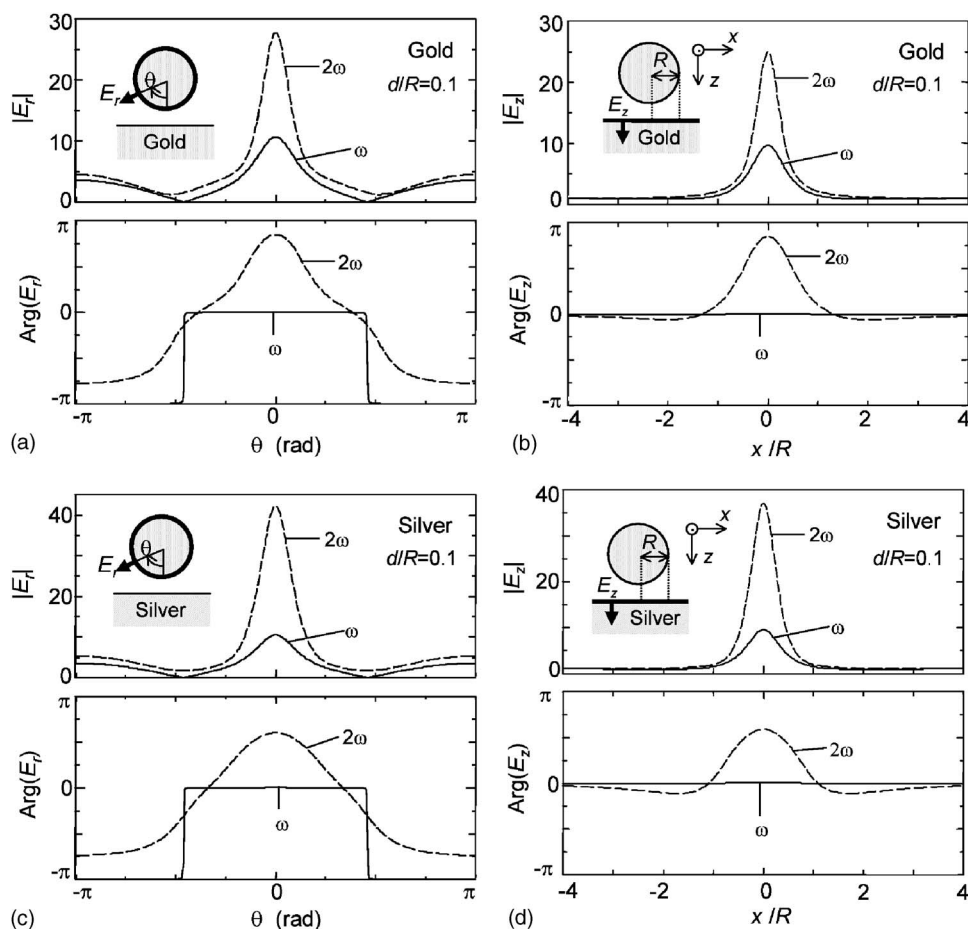 30
20
10
0
|E_r|
Gold
d/R=0.1
2ω
ω
θ
E_r
Gold
π
0
-π
Arg(E_r)
2ω
ω
-π
0
π
θ (rad)
(a)
30
20
10
0
|E_z|
Gold
d/R=0.1
R
x
z
E_z
Gold
2ω
ω
π
0
-π
Arg(E_z)
2ω
ω
-4
-2
0
2
4
x/R
(b)
40
20
0
|E_r|
Silver
d/R=0.1
2ω
ω
θ
E_r
Silver
π
0
-π
Arg(E_r)
2ω
ω
-π
0
π
θ (rad)
(c)
40
20
0
|E_z|
Silver
d/R=0.1
R
x
z
E_z
Silver
2ω
ω
π
0
-π
Arg(E_z)
2ω
ω
-4
-2
0
2
4
x/R
(d)